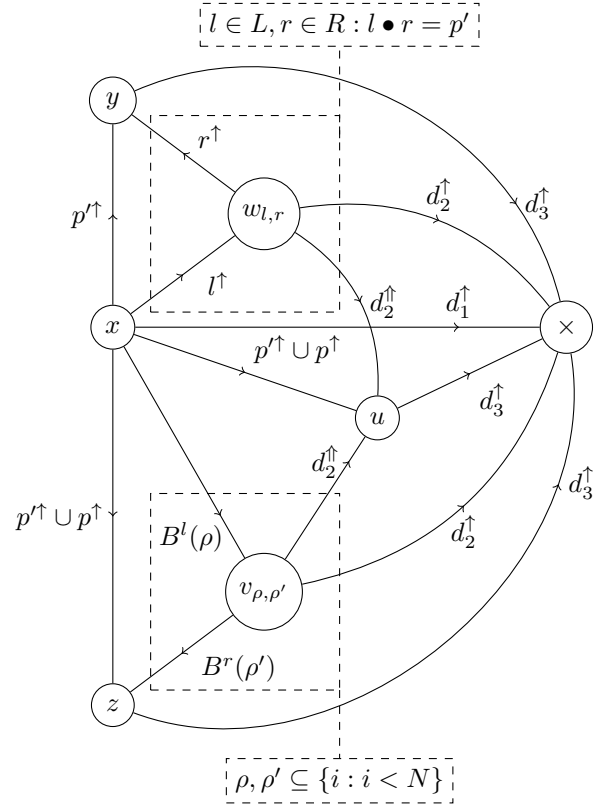 l ∈ L, r ∈ R : l • r = p′
y
r↑
w_{l,r}
d₂↑
d₃↑
p′↑
l↑
d₂⇑
d₁↑
x
×
p′↑ ∪ p↑
u
d₃↑
d₂⇑
d₃↑
p′↑ ∪ p↑
B^l(ρ)
d₂↑
v_{ρ,ρ′}
B^r(ρ′)
z
ρ, ρ′ ⊆ {i : i < N}